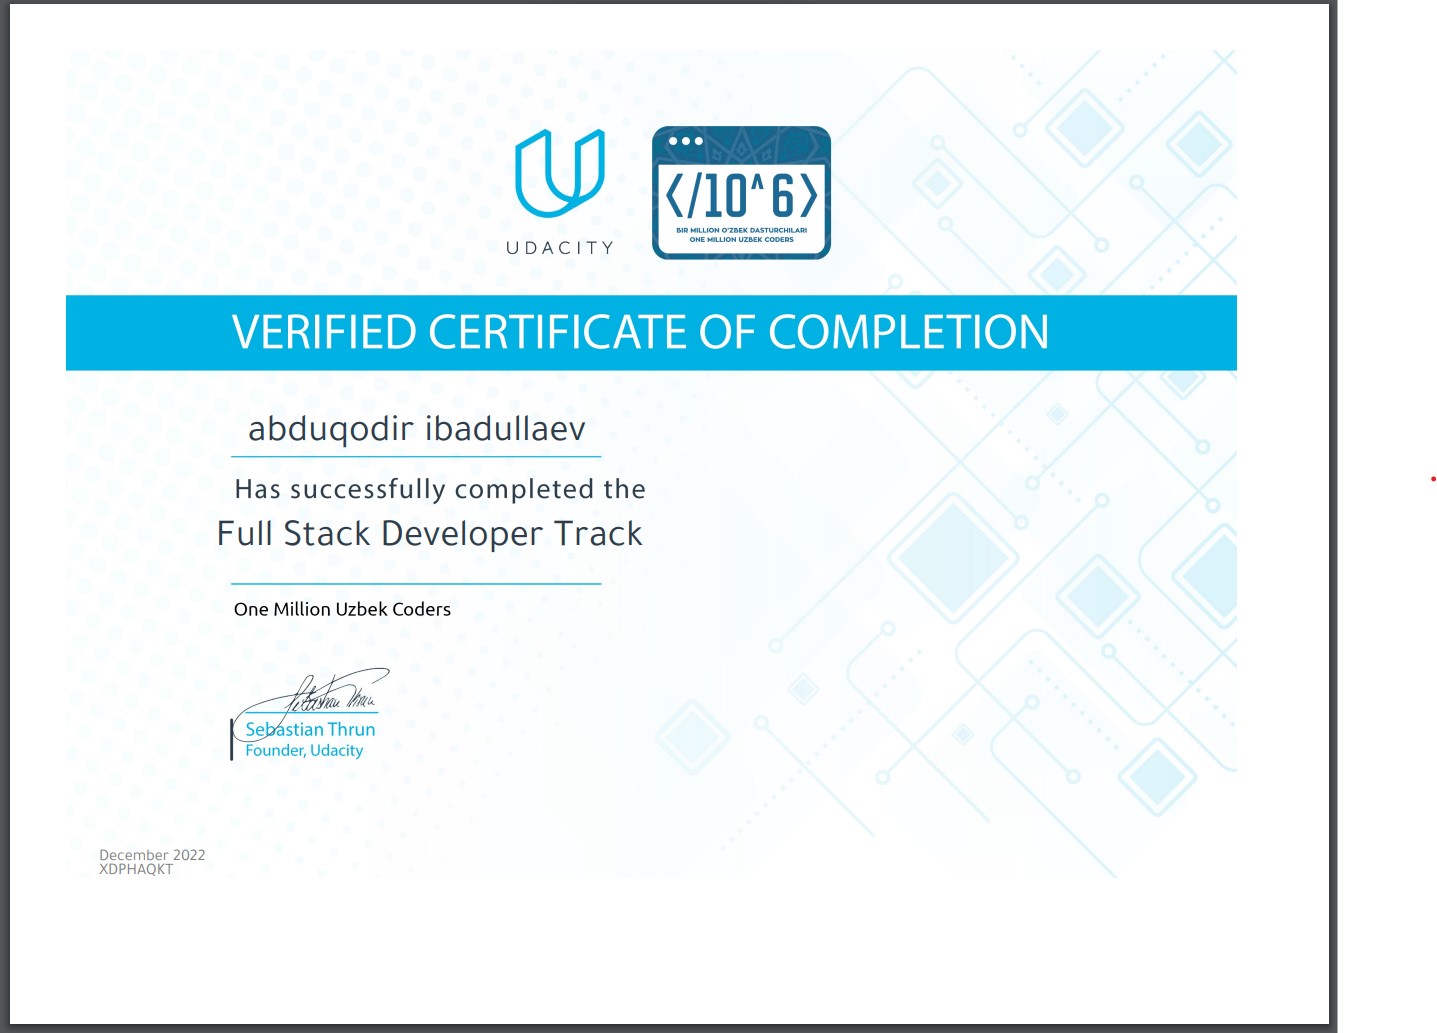 UDACITY
</10^6>
BIR MILLION O'ZBEK DASTURCHILARI
ONE MILLION UZBEK CODERS
VERIFIED CERTIFICATE OF COMPLETION
abduqodir ibadullaev
Has successfully completed the
Full Stack Developer Track
One Million Uzbek Coders
Sebastian Thrun
Sebastian Thrun
Founder, Udacity
December 2022
XDPHAQKT